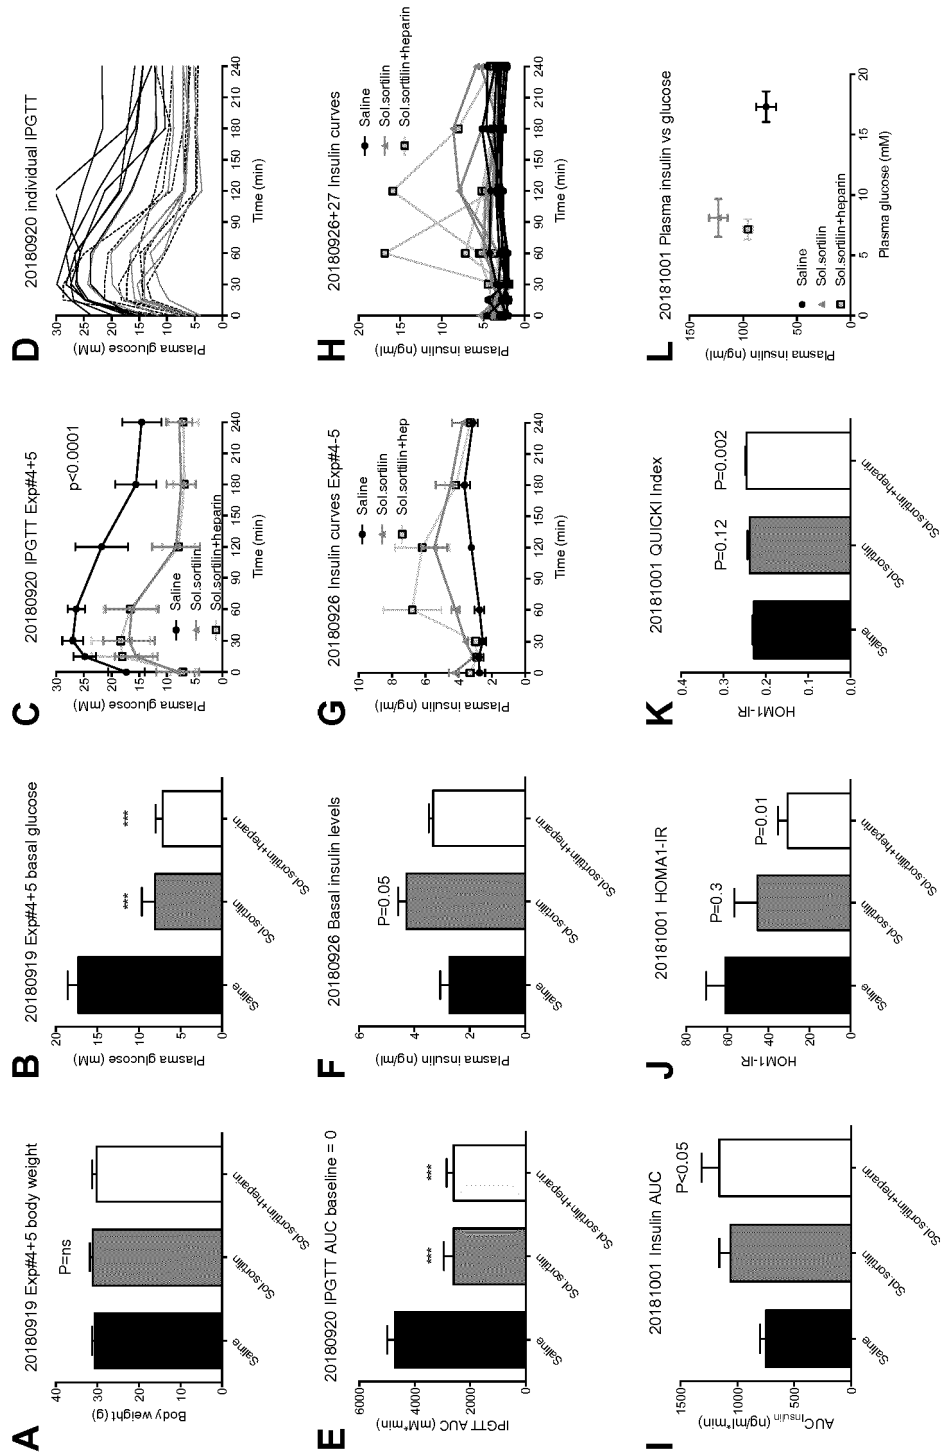 A
20180919 Exp#4+5 body weight
P=ns
Body weight (g)
40
30
20
10
0
Saline
Sol.sortilin
Sol.sortilin+heparin
B
20180919 Exp#4+5 basal glucose
***
***
Plasma glucose (mM)
20
15
10
5
0
Saline
Sol.sortilin
Sol.sortilin+heparin
C
20180920 IPGTT Exp#4+5
p<0.0001
Plasma glucose (mM)
30
25
20
15
10
5
0
Saline
Sol.sortilin
Sol.sortilin+heparin
0 30 60 90 120 150 180 210 240
Time (min)
D
20180920 individual IPGTT
Plasma glucose (mM)
30
25
20
15
10
5
0
0 30 60 90 120 150 180 210 240
Time (min)
E
20180920 IPGTT AUC baseline = 0
***
***
IPGTT AUC (mM*min)
6000
4000
2000
0
Saline
Sol.sortilin
Sol.sortilin+heparin
F
20180926 Basal insulin levels
P=0.05
Plasma insulin (ng/ml)
6
4
2
0
Saline
Sol.sortilin
Sol.sortilin+heparin
G
20180926 Insulin curves Exp#4-5
Plasma insulin (ng/ml)
10
8
6
4
2
0
Saline
Sol.sortilin
Sol.sortilin+hep
0 30 60 90 120 150 180 210 240
Time (min)
H
20180926+27 Insulin curves
Plasma insulin (ng/ml)
20
15
10
5
0
Saline
Sol.sortilin
Sol.sortilin+heparin
0 30 60 90 120 150 180 210 240
Time (min)
I
20181001 Insulin AUC
P<0.05
AUCInsulin (ng/ml*min)
1500
1000
500
0
Saline
Sol.sortilin
Sol.sortilin+heparin
J
20181001 HOMA1-IR
P=0.3
P=0.01
HOM1-IR
80
60
40
20
0
Saline
Sol.sortilin
Sol.sortilin+heparin
K
20181001 QUICKI Index
P=0.12
P=0.002
HOM1-IR
0.4
0.3
0.2
0.1
0.0
Saline
Sol.sortilin
Sol.sortilin+heparin
L
20181001 Plasma insulin vs glucose
Plasma insulin (ng/ml)
150
100
50
0
Saline
Sol.sortilin
Sol.sortilin+heparin
0 5 10 15 20
Plasma glucose (mM)